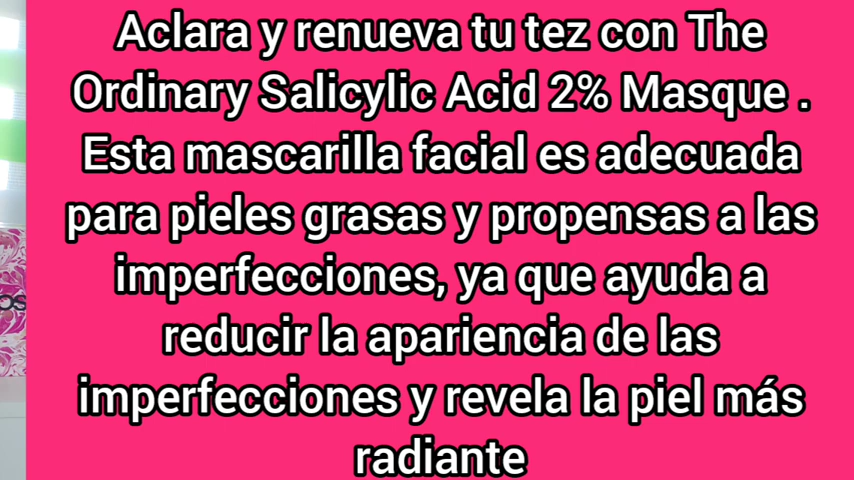 Aclara y renueva tu tez con The
Ordinary Salicylic Acid 2% Masque .
Esta mascarilla facial es adecuada
para pieles grasas y propensas a las
imperfecciones, ya que ayuda a
reducir la apariencia de las
imperfecciones y revela la piel más
radiante